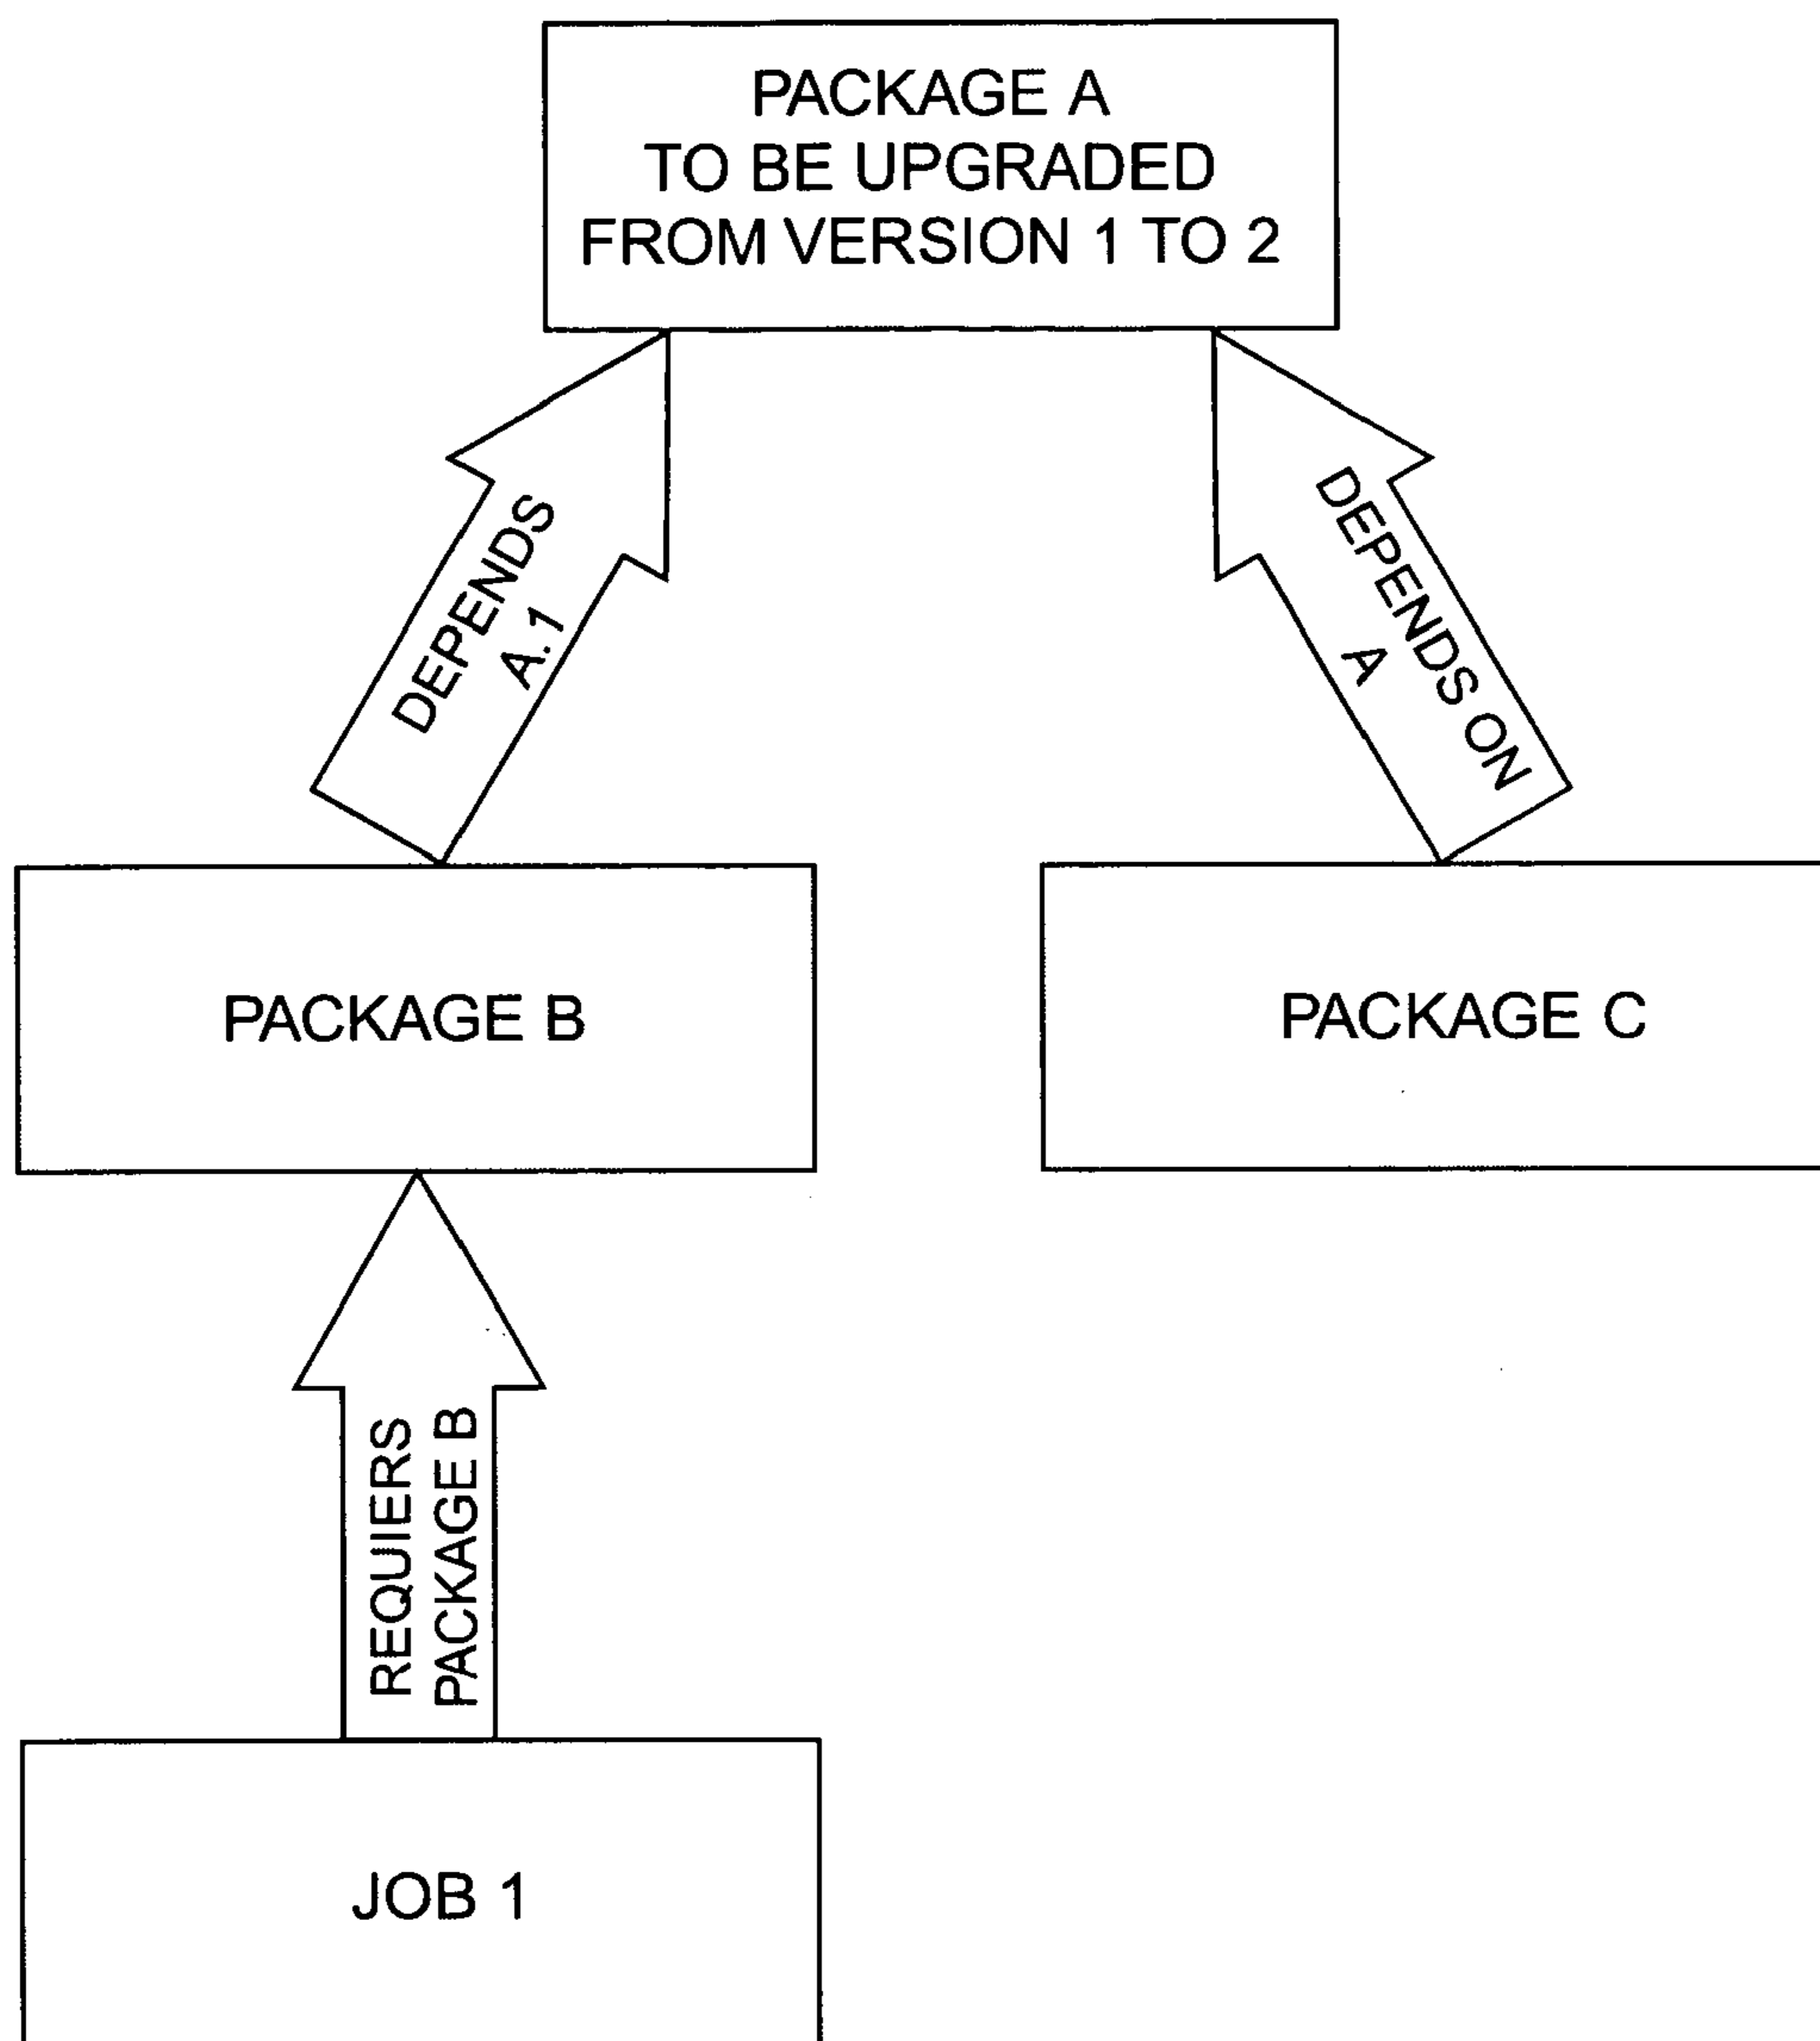 PACKAGE A
TO BE UPGRADED
FROM VERSION 1 TO 2
DEPENDS
A.1
DEPENDS ON
A
PACKAGE B
PACKAGE C
REQUIERS
PACKAGE B
JOB 1